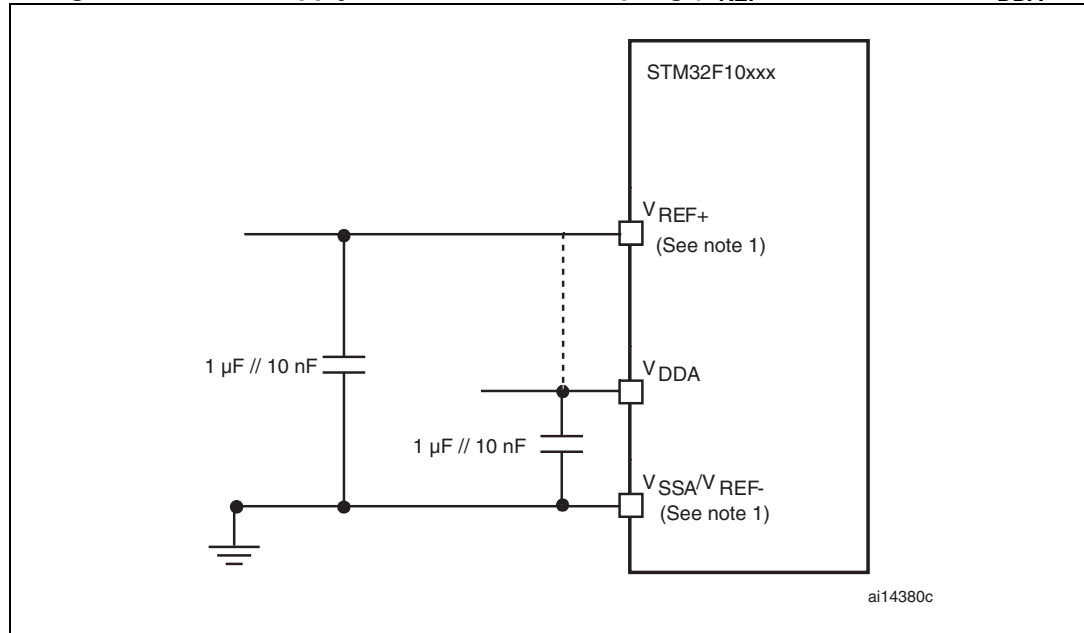 STM32F10xxx
VREF+
(See note 1)
1 µF // 10 nF
VDDA
1 µF // 10 nF
VSSA/VREF-
(See note 1)
ai14380c